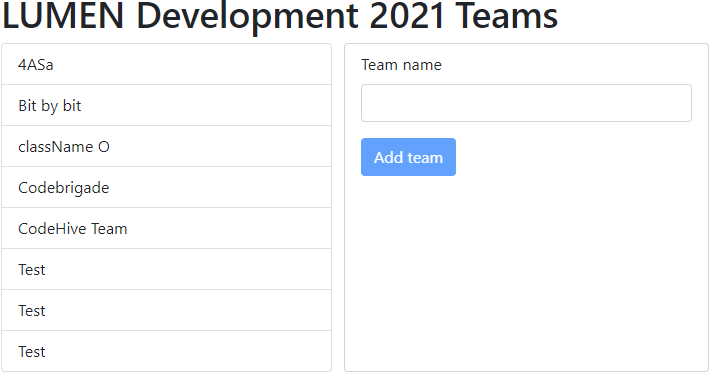 LUMEN Development 2021 Teams
4ASa
Bit by bit
className O
Codebrigade
CodeHive Team
Test
Test
Test
Team name
Add team